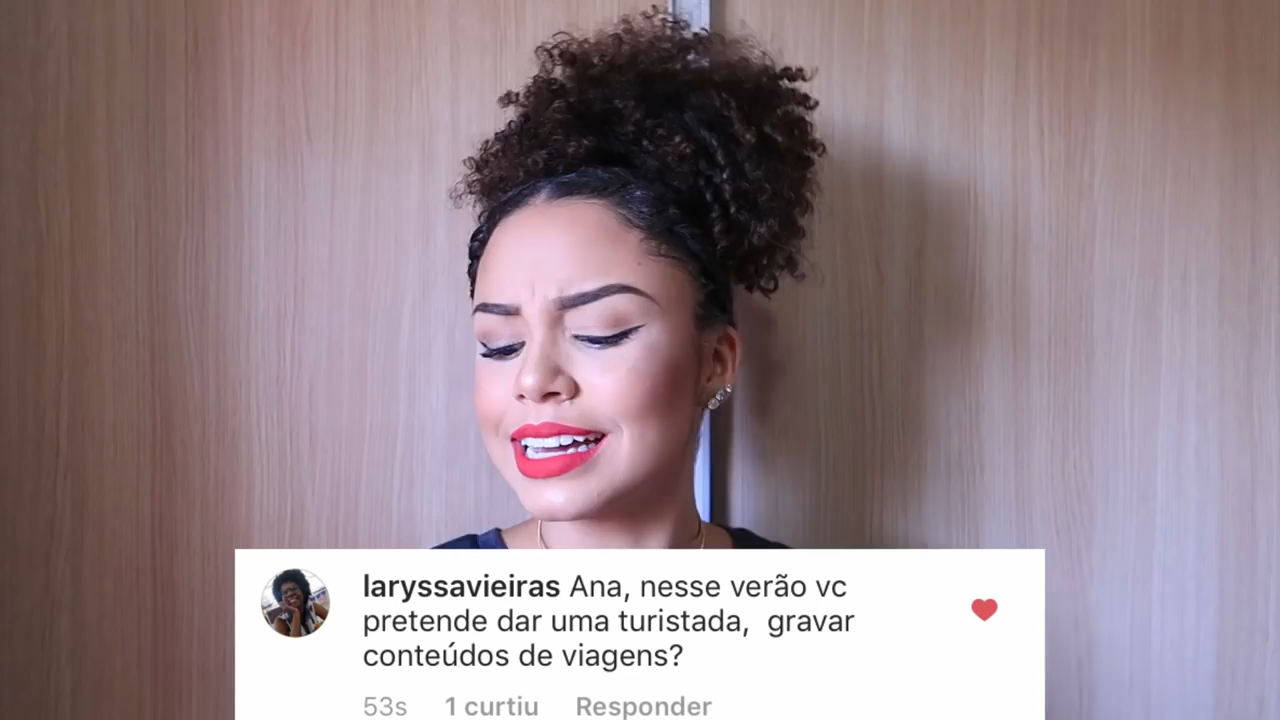 laryssavieiras Ana, nesse verão vc
pretende dar uma turistada,  gravar
conteúdos de viagens?
53s 1 curtiu Responder